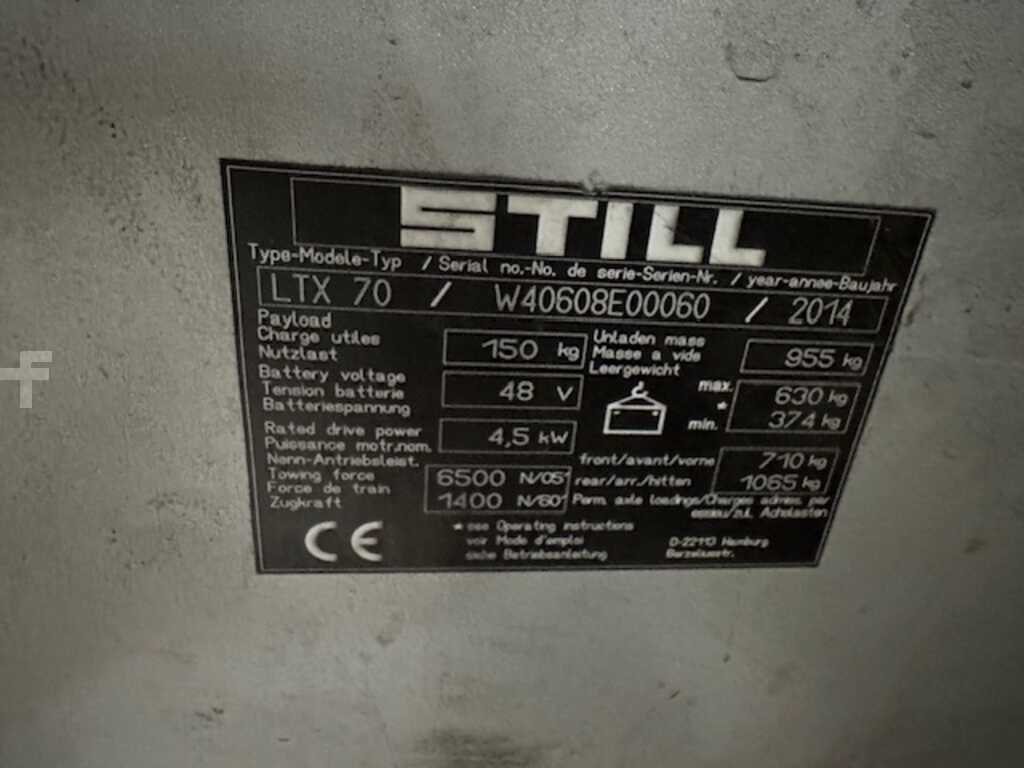 STILL
Type-Modele-Typ / Serial no.-No. de serie-Serien-Nr. / year-annee-Baujahr
LTX 70 / W40608E00060 / 2014
Payload
Charge utiles
Nutzlast
150 kg
Unladen mass
Masse a vide
Leergewicht
955 kg
Battery voltage
Tension batterie
Batteriespannung
48 V
max. 630 kg
*
min. 374 kg
Rated drive power
Puissance motr.nom.
Nenn-Antriebsleist.
4,5 kW
front/avant/vorne 710 kg
rear/arr./hitten 1065 kg
Towing force
Force de train
Zugkraft
6500 N/05'
1400 N/60'
Perm. axle loadings/Charges admiss. par
essieu/zul. Achslasten
CE
* see Operating instructions
voir Mode d'emploi
siehe Betriebsanleitung
D-22113 Hamburg
Berzeliusstr.
f